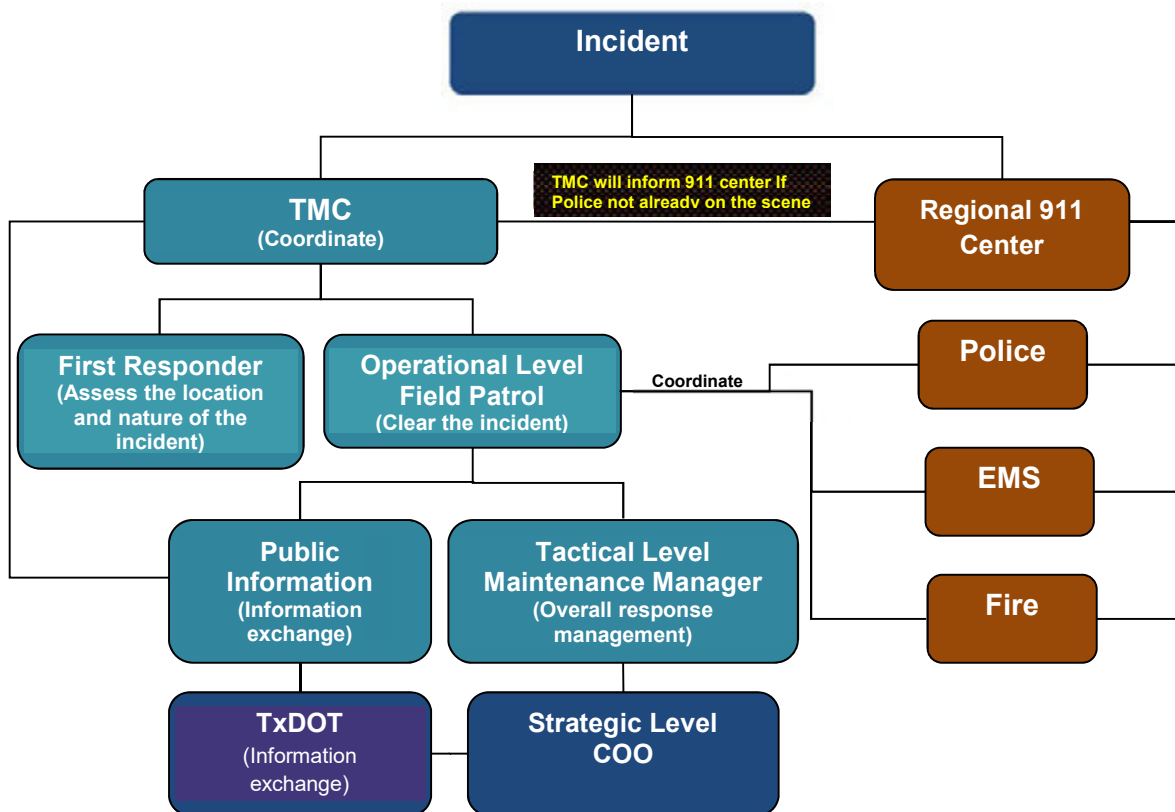 Incident
TMC will inform 911 center If
Police not already on the scene
TMC
(Coordinate)
Regional 911
Center
First Responder
(Assess the location
and nature of the
incident)
Operational Level
Field Patrol
(Clear the incident)
Coordinate
Police
EMS
Fire
Public
Information
(Information
exchange)
Tactical Level
Maintenance Manager
(Overall response
management)
TxDOT
(Information
exchange)
Strategic Level
COO